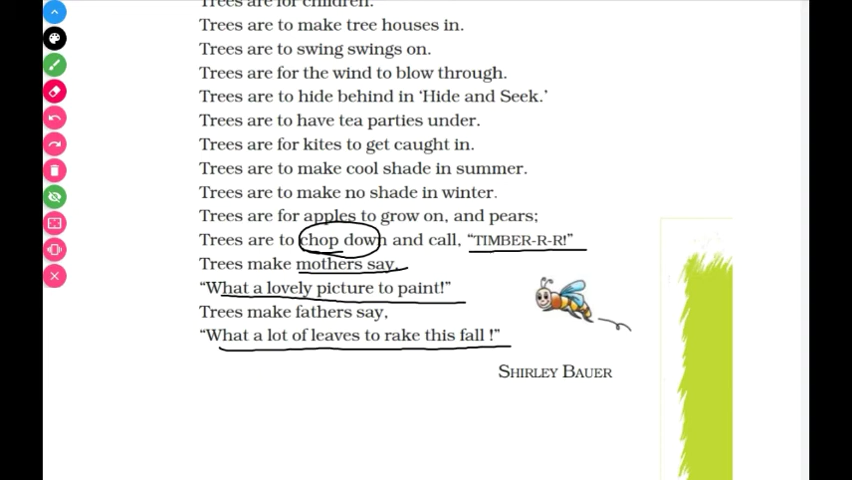 Trees are for children.
Trees are to make tree houses in.
Trees are to swing swings on.
Trees are for the wind to blow through.
Trees are to hide behind in ‘Hide and Seek.’
Trees are to have tea parties under.
Trees are for kites to get caught in.
Trees are to make cool shade in summer.
Trees are to make no shade in winter.
Trees are for apples to grow on, and pears;
Trees are to chop down and call, “TIMBER-R-R!”
Trees make mothers say,
“What a lovely picture to paint!”
Trees make fathers say,
“What a lot of leaves to rake this fall !”
SHIRLEY BAUER